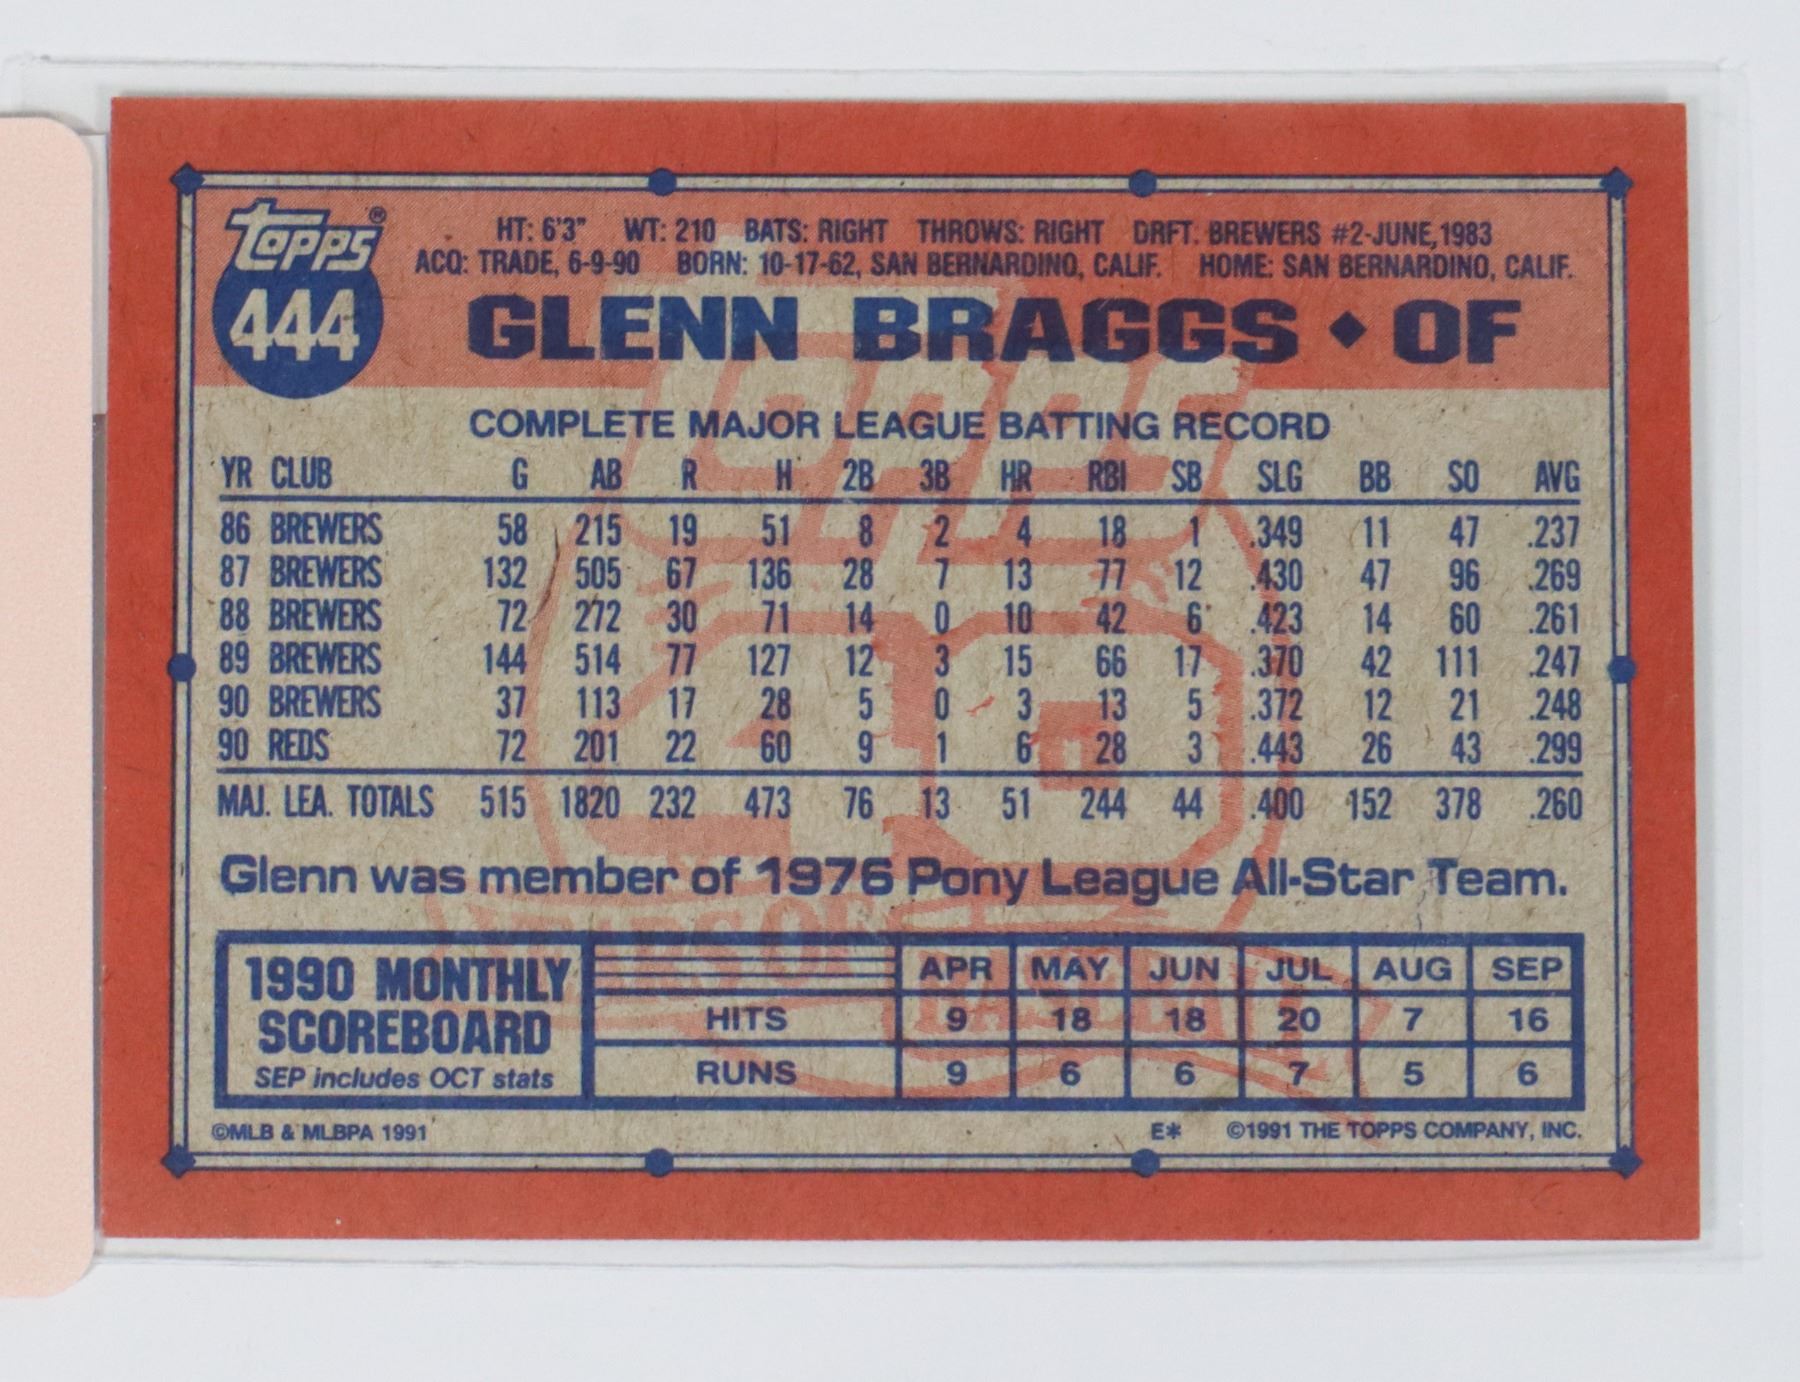 Topps®
444
HT: 6'3" WT: 210 BATS: RIGHT THROWS: RIGHT DRFT: BREWERS #2-JUNE, 1983
ACQ: TRADE, 6-9-90 BORN: 10-17-62, SAN BERNARDINO, CALIF. HOME: SAN BERNARDINO, CALIF.
GLENN BRAGGS ◆ OF
COMPLETE MAJOR LEAGUE BATTING RECORD
YR CLUB G AB R H 2B 3B HR RBI SB SLG BB SO AVG
86 BREWERS 58 215 19 51 8 2 4 18 1 .349 11 47 .237
87 BREWERS 132 505 67 136 28 7 13 77 12 .430 47 96 .269
88 BREWERS 72 272 30 71 14 0 10 42 6 .423 14 60 .261
89 BREWERS 144 514 77 127 12 3 15 66 17 .370 42 111 .247
90 BREWERS 37 113 17 28 5 0 3 13 5 .372 12 21 .248
90 REDS 72 201 22 60 9 1 6 28 3 .443 26 43 .299
MAJ. LEA. TOTALS 515 1820 232 473 76 13 51 244 44 .400 152 378 .260
Glenn was member of 1976 Pony League All-Star Team.
1990 MONTHLY SCOREBOARD
SEP includes OCT stats
APR MAY JUN JUL AUG SEP
HITS 9 18 18 20 7 16
RUNS 9 6 6 7 5 6
©MLB & MLBPA 1991 E* ©1991 THE TOPPS COMPANY, INC.
TOPPS
40
YEARS OF
BASEBALL